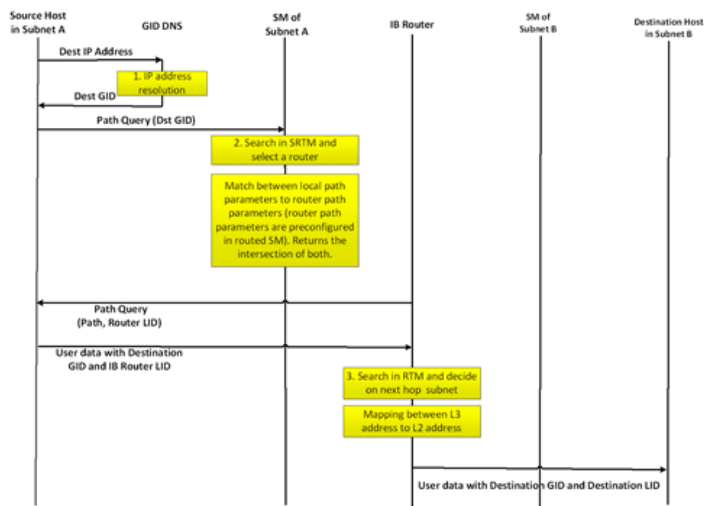 Source Host
in Subnet A
GID DNS
SM of
Subnet A
IB Router
SM of
Subnet B
Destination Host
in Subnet B
Dest IP Address
1. IP address
resolution
Dest GID
Path Query (Dst GID)
2. Search in SRTM and
select a router
Match between local path
parameters to router path
parameters (router path
parameters are preconfigured
in routed SM). Returns the
intersection of both.
Path Query
(Path, Router LID)
User data with Destination
GID and IB Router LID
3. Search in RTM and decide
on next hop subnet
Mapping between L3
address to L2 address
User data with Destination GID and Destination LID